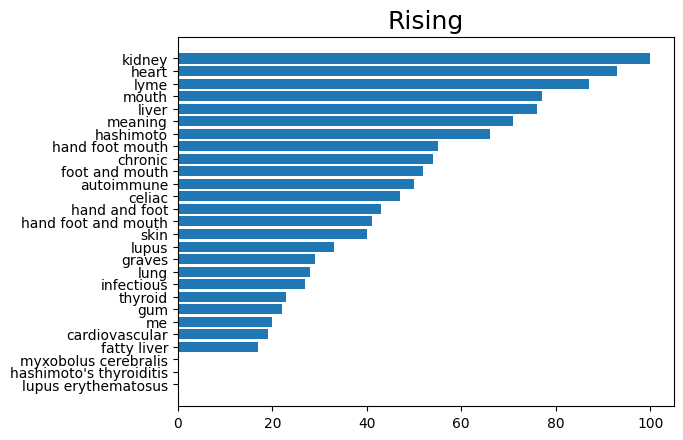 Rising
kidney
heart
lyme
mouth
liver
meaning
hashimoto
hand foot mouth
chronic
foot and mouth
autoimmune
celiac
hand and foot
hand foot and mouth
skin
lupus
graves
lung
infectious
thyroid
gum
me
cardiovascular
fatty liver
myxobolus cerebralis
hashimoto's thyroiditis
lupus erythematosus
0 20 40 60 80 100